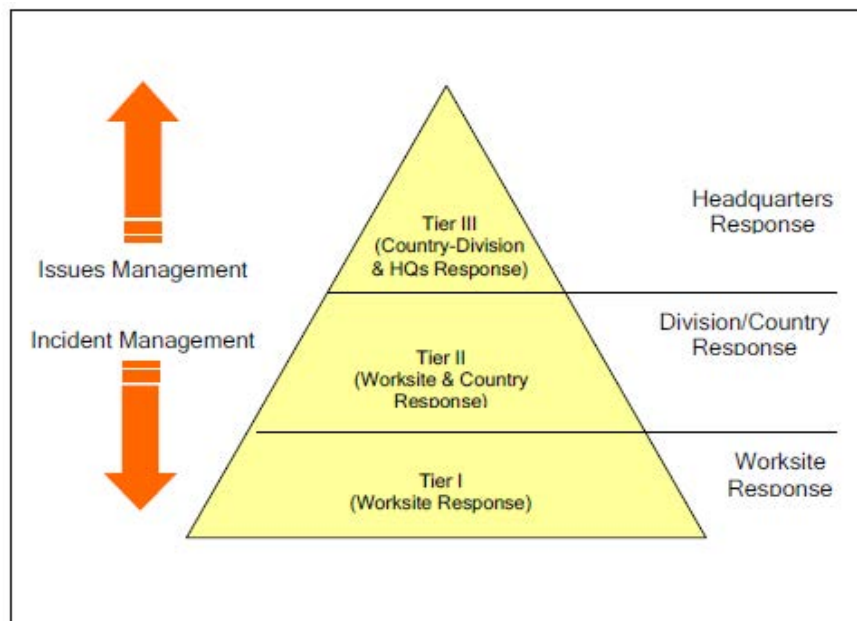 Headquarters
Response
Tier III
(Country-Division
& HQs Response)
Issues Management
Division/Country
Response
Incident Management
Tier II
(Worksite & Country
Response)
Worksite
Response
Tier I
(Worksite Response)